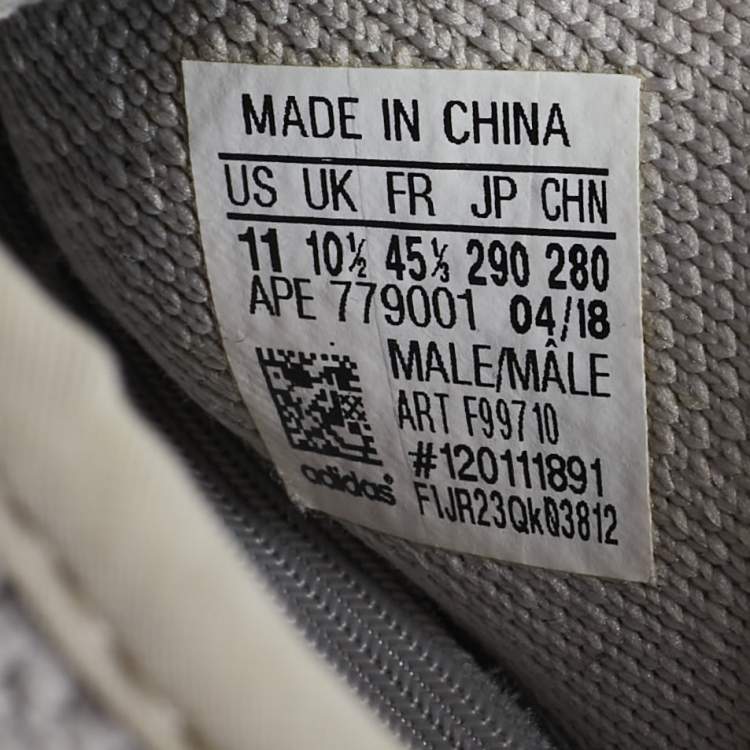 MADE IN CHINA
US UK FR JP CHN
11 10½ 45⅓ 290 280
APE 779001 04/18
MALE/MÂLE
ART F99710
#120111891
F1JR23Qk03812
adidas®